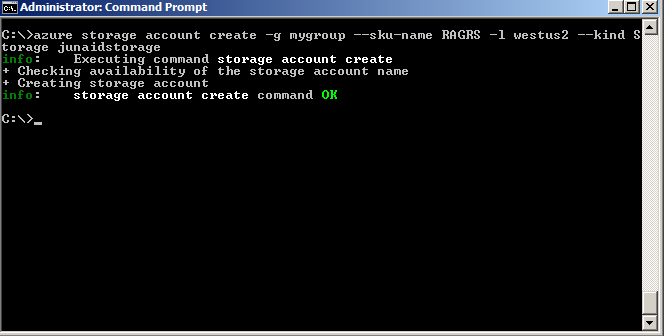 Administrator: Command Prompt
C:\>azure storage account create -g mygroup --sku-name RAGRS -l westus2 --kind S
torage junaidstorage
info:    Executing command storage account create
+ Checking availability of the storage account name
+ Creating storage account
info:    storage account create command OK
C:\>_